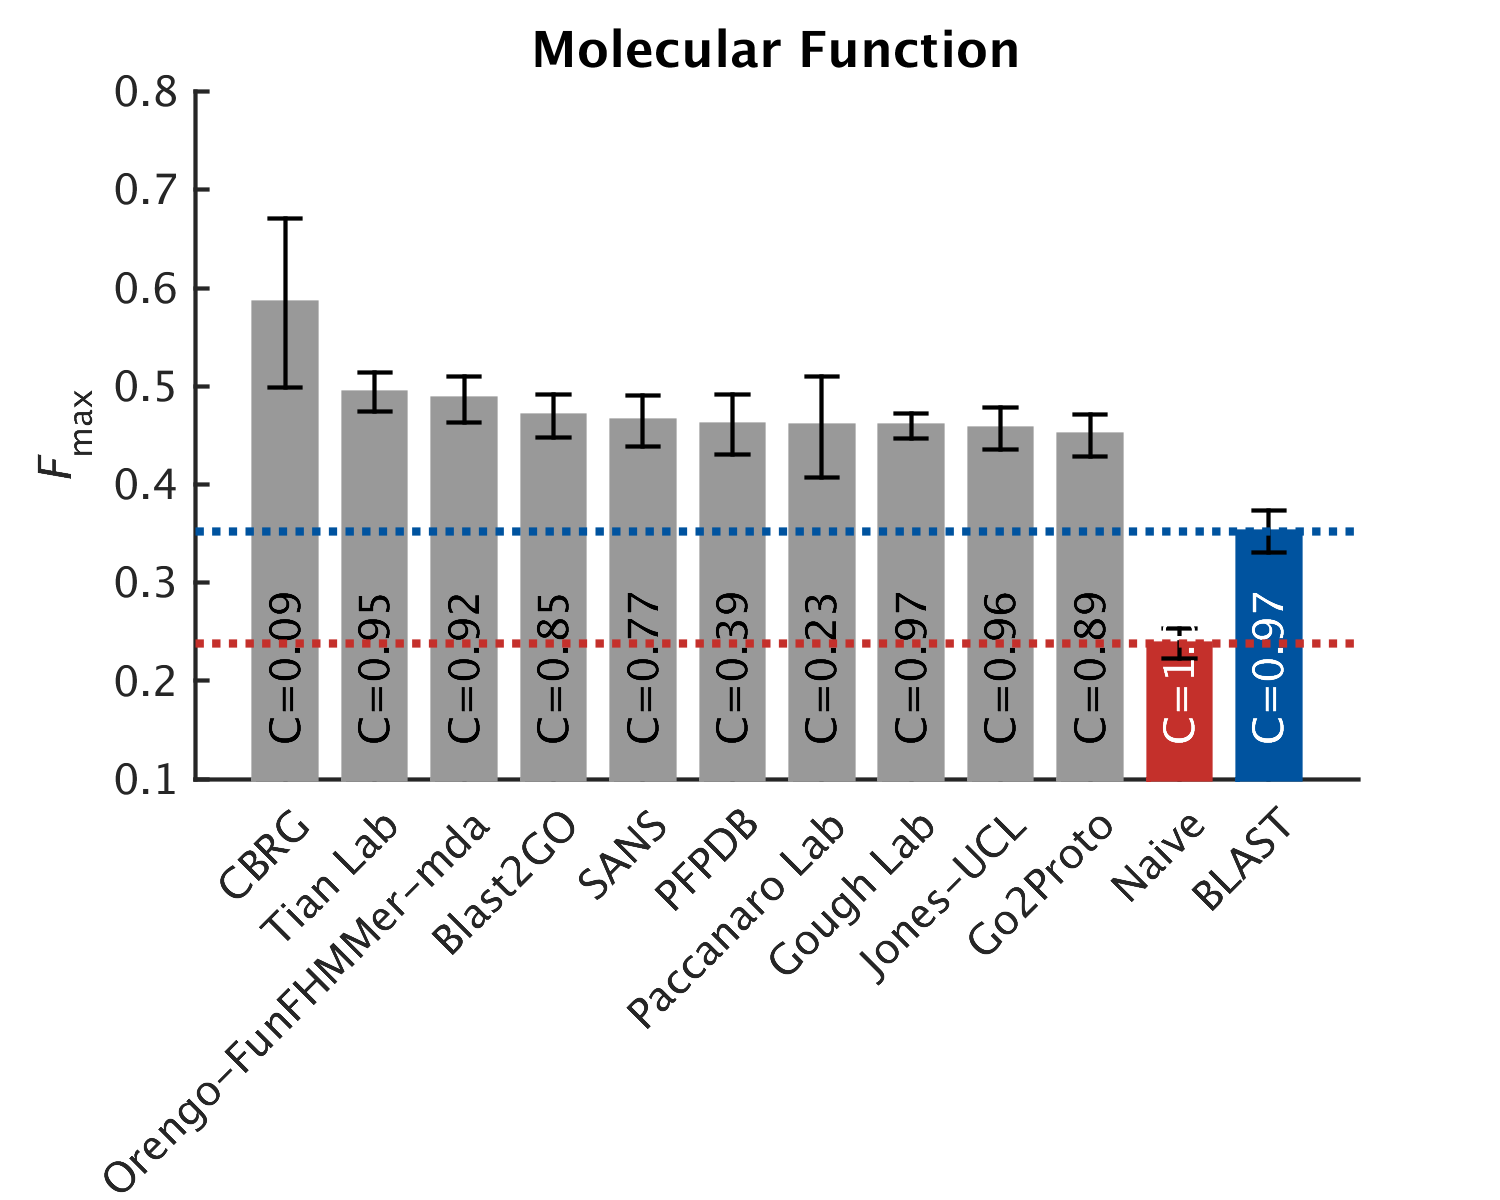 Molecular Function
0.8
0.7
0.6
0.5
0.4
0.3
0.2
0.1
Fmax
C=0.09
C=0.95
C=0.92
C=0.85
C=0.77
C=0.39
C=0.23
C=0.97
C=0.96
C=0.89
C=0.97
CBRG
Tian Lab
Orengo-FunFHMMer-mda
Blast2GO
SANS
PFPDB
Paccanaro Lab
Gough Lab
Jones-UCL
Go2Proto
Naive
BLAST